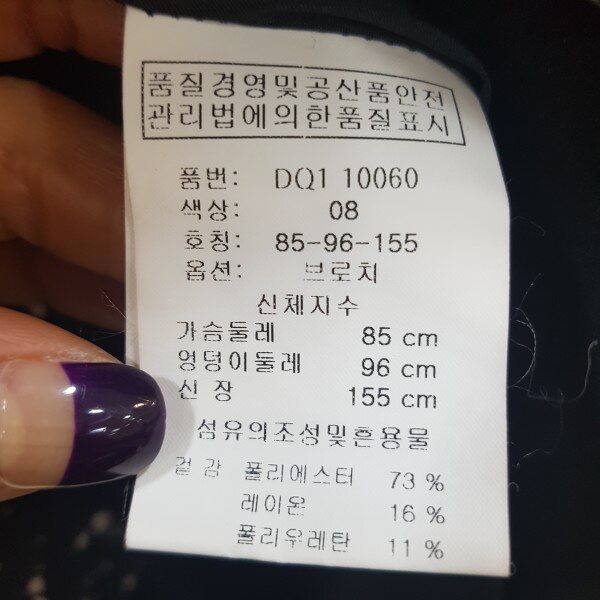 품질경영및공산품안전
관리법에의한품질표시
품번: DQ1 10060
색상: 08
호칭: 85-96-155
옵션: 브로치
신체지수
가슴둘레 85 cm
엉덩이둘레 96 cm
신 장 155 cm
섬유의조성및혼용물
겉 감 폴리에스터 73 %
레이온 16 %
폴리우레탄 11 %